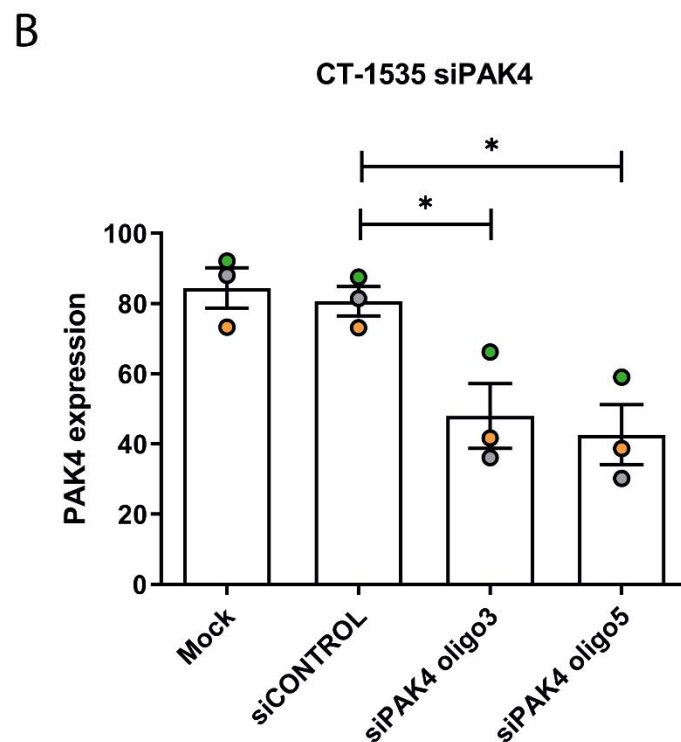 B
CT-1535 siPAK4
*
*
100
80
60
40
20
0
PAK4 expression
Mock
siCONTROL
siPAK4 oligo3
siPAK4 oligo5